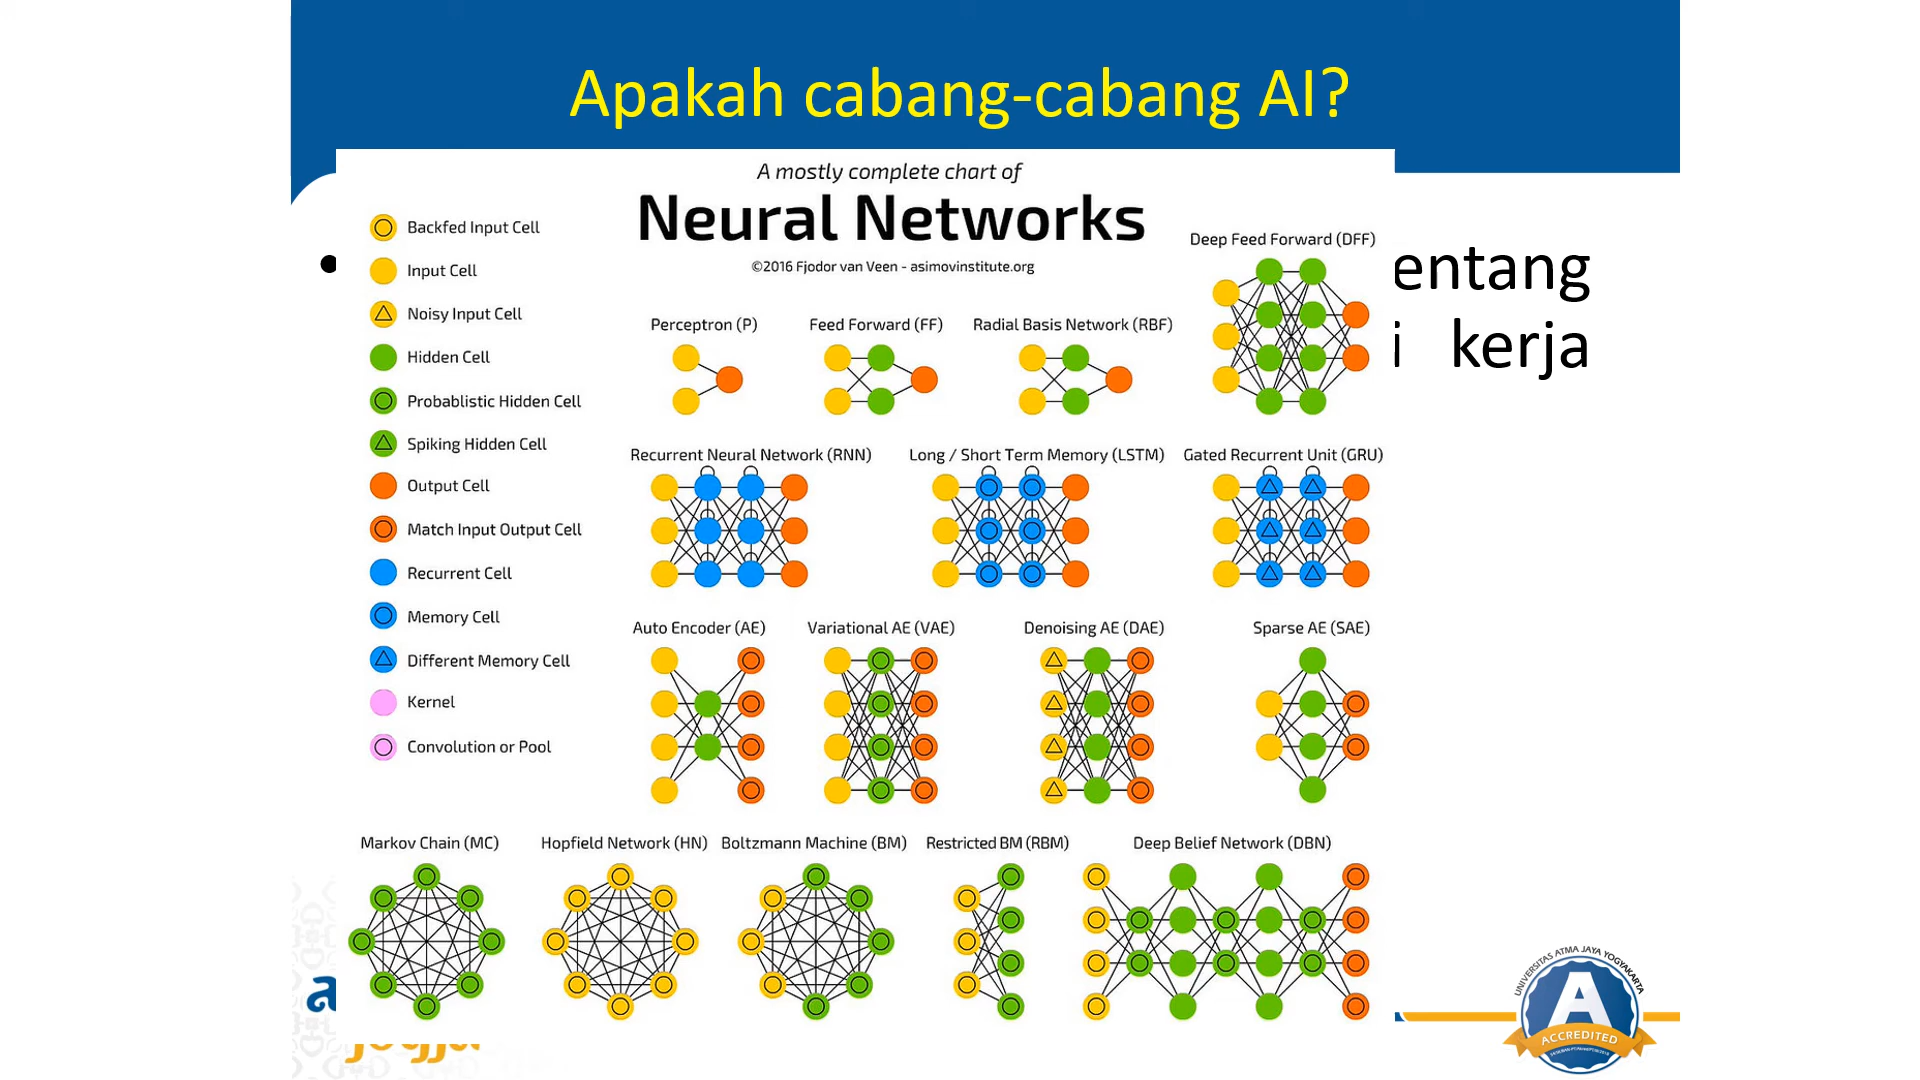 Apakah cabang-cabang AI?
A mostly complete chart of
Neural Networks
©2016 Fjodor van Veen - asimovinstitute.org
Backfed Input Cell
Input Cell
Noisy Input Cell
Hidden Cell
Probablistic Hidden Cell
Spiking Hidden Cell
Output Cell
Match Input Output Cell
Recurrent Cell
Memory Cell
Different Memory Cell
Kernel
Convolution or Pool
Deep Feed Forward (DFF)
Perceptron (P) Feed Forward (FF) Radial Basis Network (RBF)
Recurrent Neural Network (RNN) Long / Short Term Memory (LSTM) Gated Recurrent Unit (GRU)
Auto Encoder (AE) Variational AE (VAE) Denoising AE (DAE) Sparse AE (SAE)
Markov Chain (MC) Hopfield Network (HN) Boltzmann Machine (BM) Restricted BM (RBM) Deep Belief Network (DBN)
entang
i kerja
UNIVERSITAS ATMA JAYA YOGYAKARTA
A
ACCREDITED